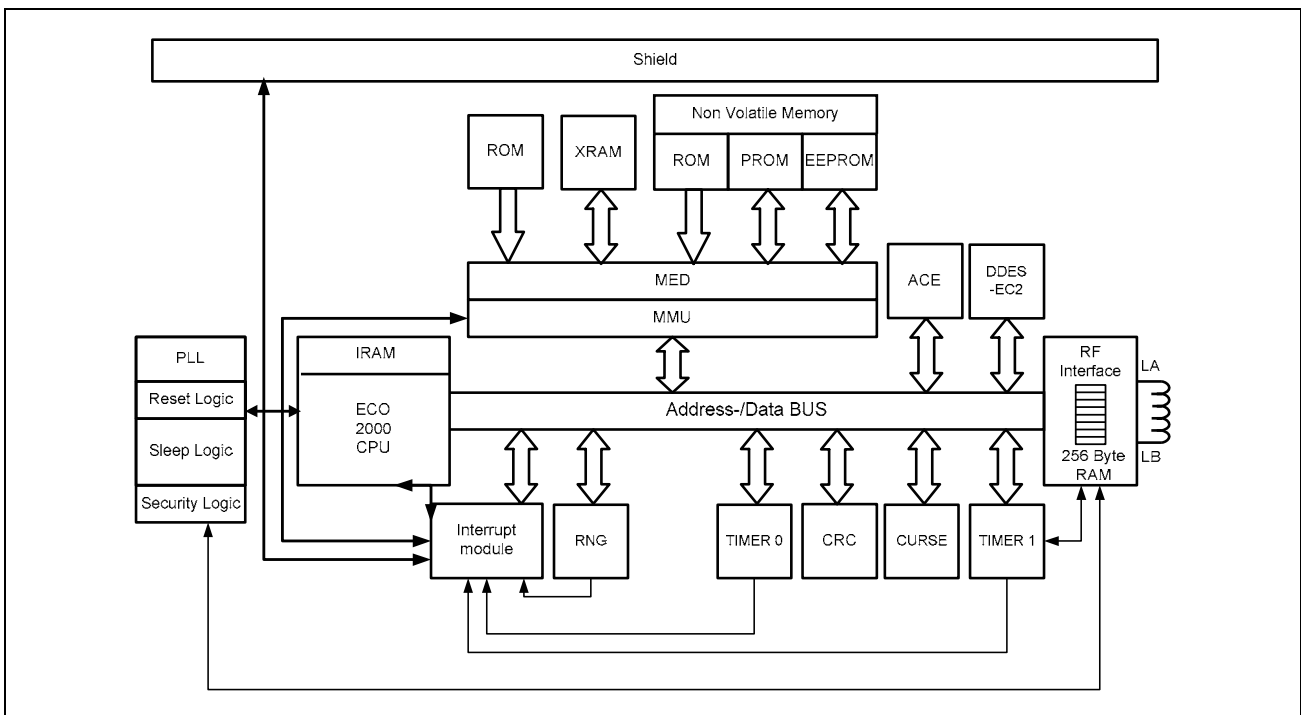 Shield
Non Volatile Memory
ROM
XRAM
ROM
PROM
EEPROM
MED
MMU
ACE
DDES
-EC2
PLL
Reset Logic
Sleep Logic
Security Logic
IRAM
ECO
2000
CPU
Address-/Data BUS
RF
Interface
256 Byte
RAM
LA
LB
Interrupt
module
RNG
TIMER 0
CRC
CURSE
TIMER 1